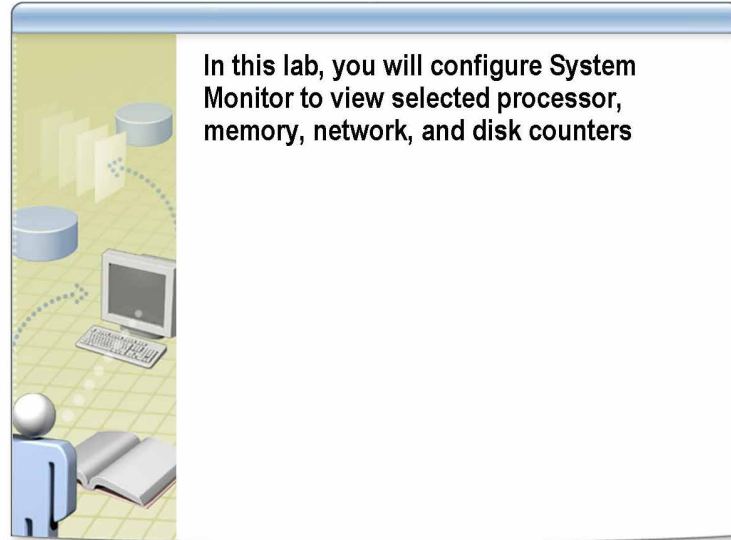 In this lab, you will configure System
Monitor to view selected processor,
memory, network, and disk counters